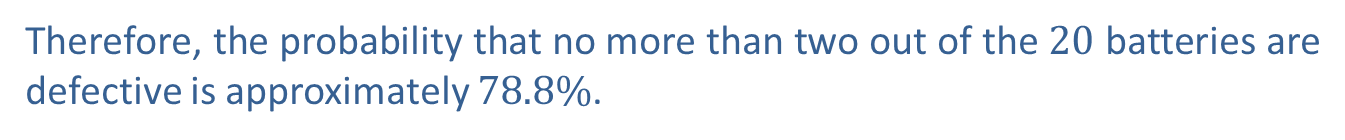 Therefore, the probability that no more than two out of the 20 batteries are
defective is approximately 78.8%.